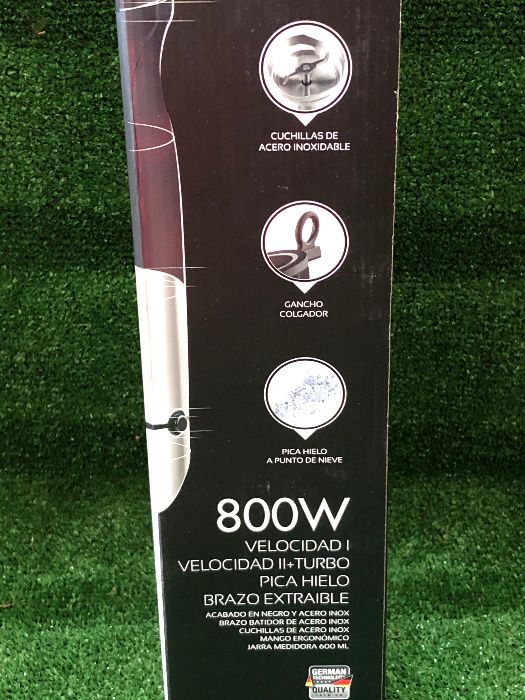 CUCHILLAS DE
ACERO INOXIDABLE
GANCHO
COLGADOR
PICA HIELO
A PUNTO DE NIEVE
800W
VELOCIDAD I
VELOCIDAD II+TURBO
PICA HIELO
BRAZO EXTRAIBLE
ACABADO EN NEGRO Y ACERO INOX
BRAZO BATIDOR DE ACERO INOX
CUCHILLAS DE ACERO INOX
MANGO ERGONÓMICO
JARRA MEDIDORA 600 ML
GERMAN
TECHNOLOGY
QUALITY